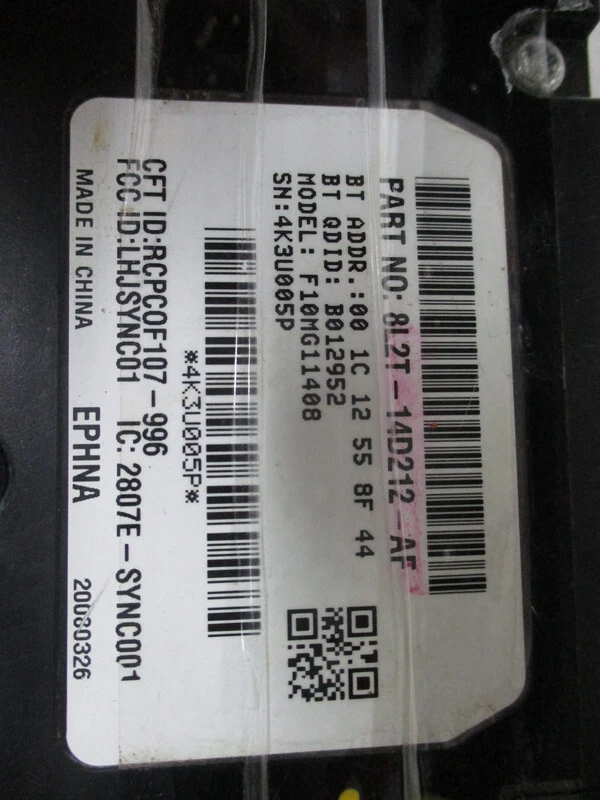 PART NO: 8L2T-14D212-AF
BT ADDR.:00 1C 12 55 8F 44
BT QDID: B012952
MODEL: F10MG11408
SN:4K3U005P
*4K3U005P*
CFT ID:RCPCOF107-996
FCC ID:LHJSYNC01 IC: 2807E-SYNC001
MADE IN CHINA EPHNA 20080326